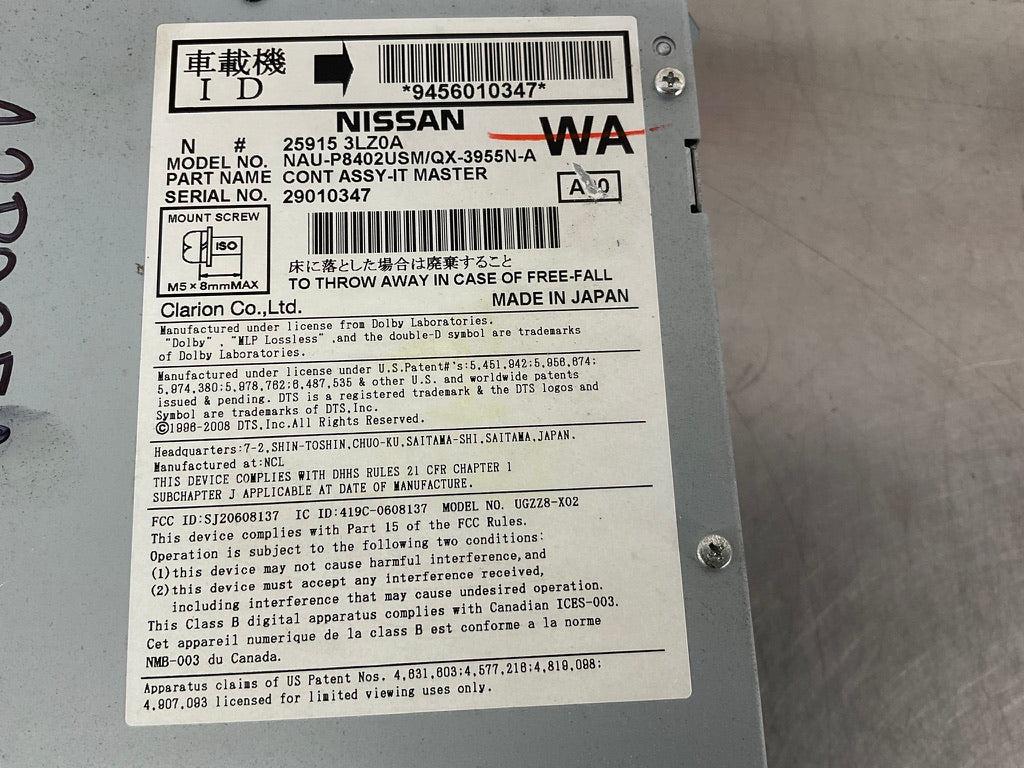 車載機
ID
*9456010347*
NISSAN
WA
N # 25915 3LZ0A
MODEL NO. NAU-P8402USM/QX-3955N-A
PART NAME CONT ASSY-IT MASTER
SERIAL NO. 29010347
MOUNT SCREW
ISO
M5×8mmMAX
床に落とした場合は廃棄すること
TO THROW AWAY IN CASE OF FREE-FALL
Clarion Co.,Ltd.
MADE IN JAPAN
Manufactured under license from Dolby Laboratories.
"Dolby" , "MLP Lossless" ,and the double-D symbol are trademarks
of Dolby Laboratories.
Manufactured under license under U.S.Patent#'s:5,451,942:5,956,674:
5,974,380:5,978,762:6,487,535 & other U.S. and worldwide patents
issued & pending. DTS is a registered trademark & the DTS logos and
Symbol are trademarks of DTS,Inc.
©1996-2008 DTS,Inc.All Rights Reserved.
Headquarters:7-2,SHIN-TOSHIN,CHUO-KU,SAITAMA-SHI,SAITAMA,JAPAN.
Manufactured at:NCL
THIS DEVICE COMPLIES WITH DHHS RULES 21 CFR CHAPTER 1
SUBCHAPTER J APPLICABLE AT DATE OF MANUFACTURE.
FCC ID:SJ20608137 IC ID:419C-0608137 MODEL NO. UGZZ8-X02
This device complies with Part 15 of the FCC Rules.
Operation is subject to the following two conditions:
(1)this device may not cause harmful interference,and
(2)this device must accept any interference received,
including interference that may cause undesired operation.
This Class B digital apparatus complies with Canadian ICES-003.
Cet appareil numerique de la class B est conforme a la norme
NMB-003 du Canada.
Apparatus claims of US Patent Nos. 4,631,603;4,577,216;4,819,098;
4,907,093 licensed for limited viewing uses only.